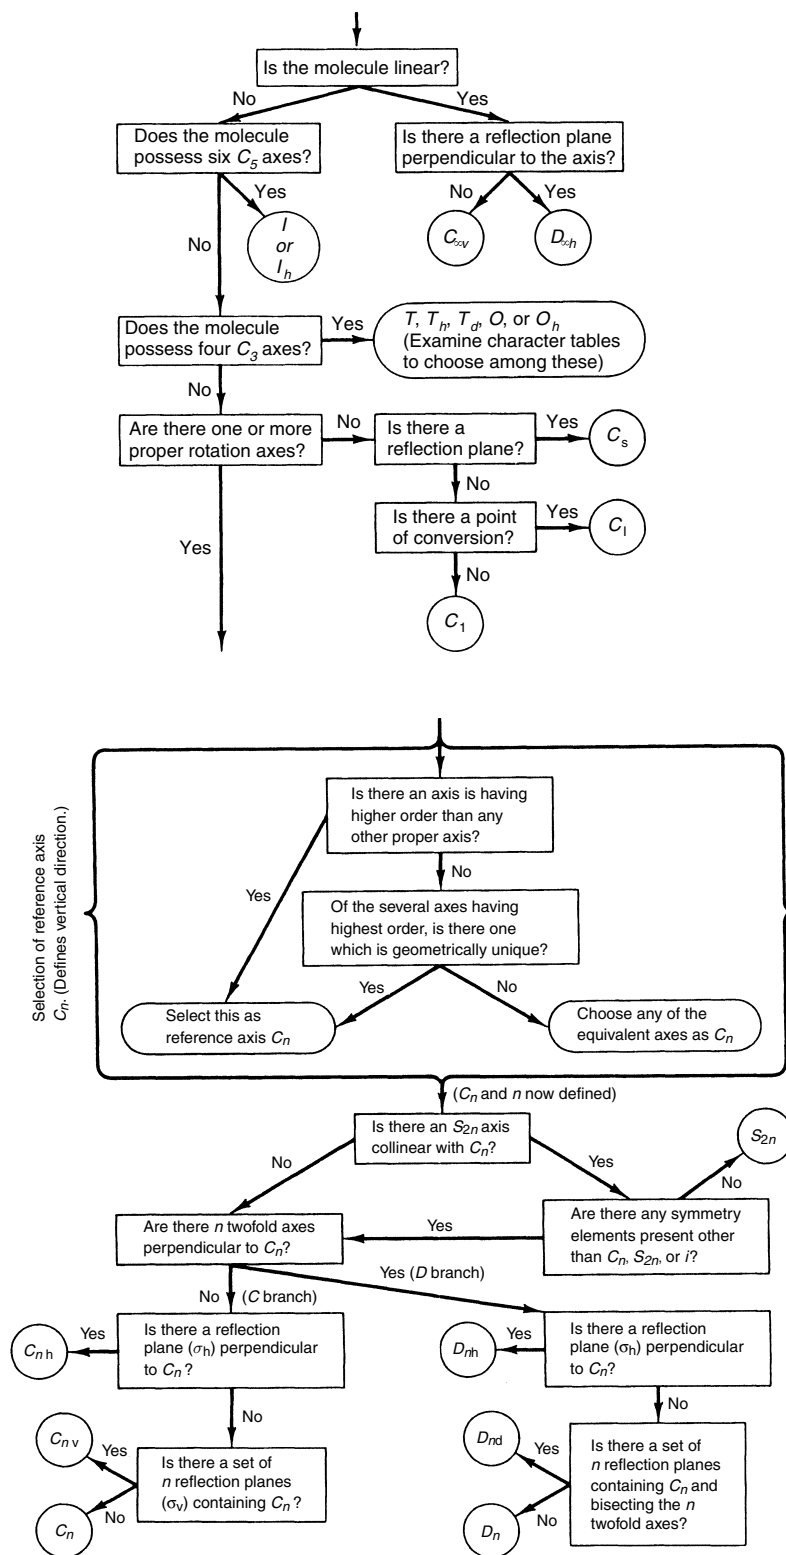 Is the molecule linear?
No
Yes
Does the molecule
possess six C5 axes?
Is there a reflection plane
perpendicular to the axis?
Yes
No
Yes
I
or
Ih
C∞v
D∞h
No
Does the molecule
possess four C3 axes?
Yes
T, Th, Td, O, or Oh
(Examine character tables
to choose among these)
No
Are there one or more
proper rotation axes?
No
Is there a
reflection plane?
Yes
Cs
No
Is there a point
of conversion?
Yes
CI
Yes
No
C1
Selection of reference axis
Cn. (Defines vertical direction.)
Is there an axis is having
higher order than any
other proper axis?
No
Yes
Of the several axes having
highest order, is there one
which is geometrically unique?
Yes
No
Select this as
reference axis Cn
Choose any of the
equivalent axes as Cn
(Cn and n now defined)
Is there an S2n axis
collinear with Cn?
S2n
No
Yes
No
Are there n twofold axes
perpendicular to Cn?
Yes
Are there any symmetry
elements present other
than Cn, S2n, or i?
Yes (D branch)
No (C branch)
Cnh
Yes
Is there a reflection
plane (σh) perpendicular
to Cn?
Dnh
Yes
Is there a reflection
plane (σh) perpendicular
to Cn?
No
No
Cnv
Yes
Is there a set of
n reflection planes
(σv) containing Cn?
No
Cn
Dnd
Yes
Is there a set of
n reflection planes
containing Cn and
bisecting the n
twofold axes?
No
Dn